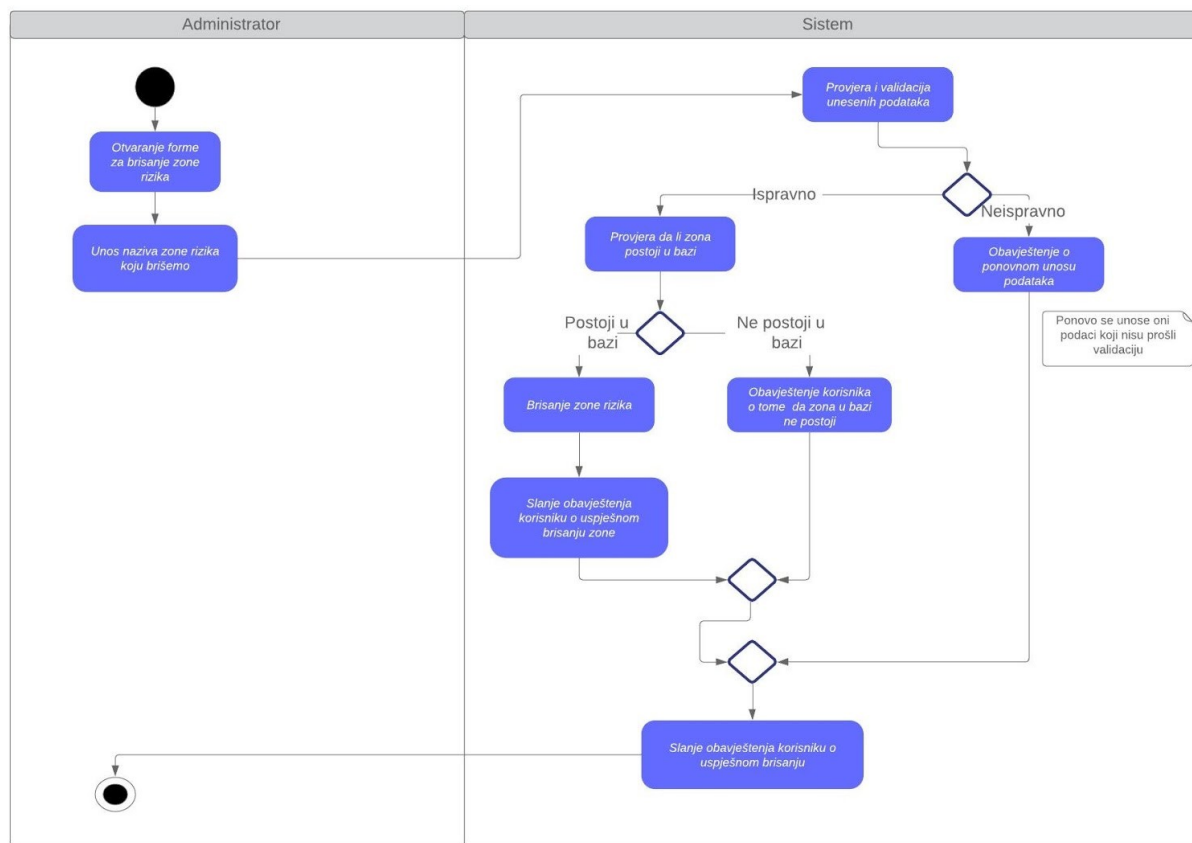 Administrator
Sistem
Otvaranje forme
za brisanje zone
rizika
Unos naziva zone rizika
koju brišemo
Provjera i validacija
unesenih podataka
Ispravno
Neispravno
Provjera da li zona
postoji u bazi
Obavještenje o
ponovnom unosu
podataka
Ponovo se unose oni
podaci koji nisu prošli
validaciju
Postoji u
bazi
Ne postoji u
bazi
Brisanje zone rizika
Obavještenje korisnika
o tome da zona u bazi
ne postoji
Slanje obavještenja
korisniku o uspješnom
brisanju zone
Slanje obavještenja korisniku o
uspješnom brisanju